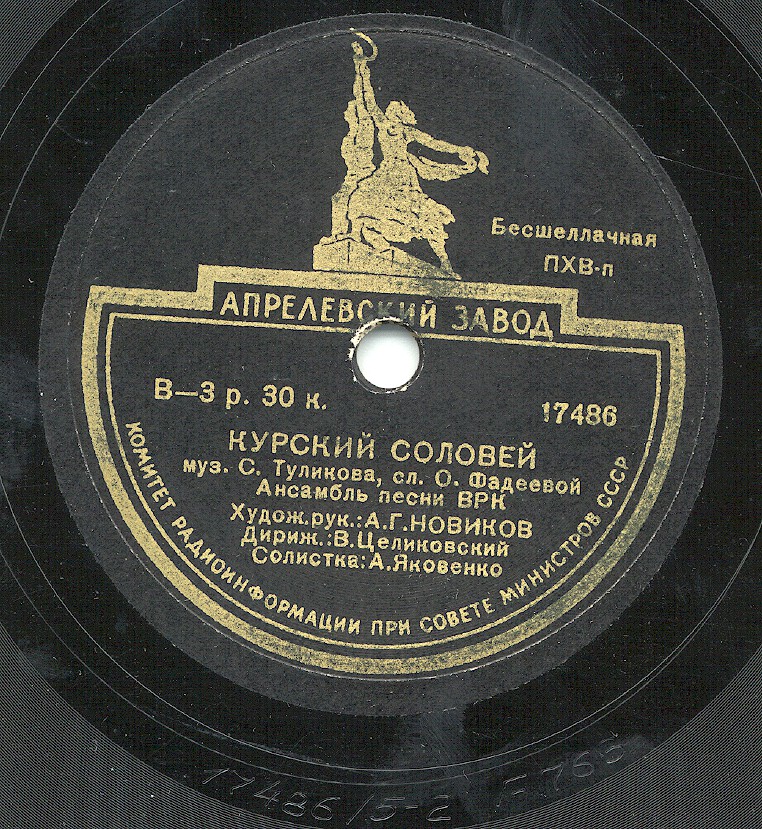 Бесшеллачная
ПХВ-п
АПРЕЛЕВСКИЙ ЗАВОД
В—3 р. 30 к.
17486
КУРСКИЙ СОЛОВЕЙ
муз. С. Туликова, сл. О. Фадеевой
Ансамбль песни ВРК
Худож.рук.:А.Г.НОВИКОВ
Дириж.:В.Целиковский
Солистка:А.Яковенко
КОМИТЕТ РАДИОИНФОРМАЦИИ ПРИ СОВЕТЕ МИНИСТРОВ СССР
17486/5-2